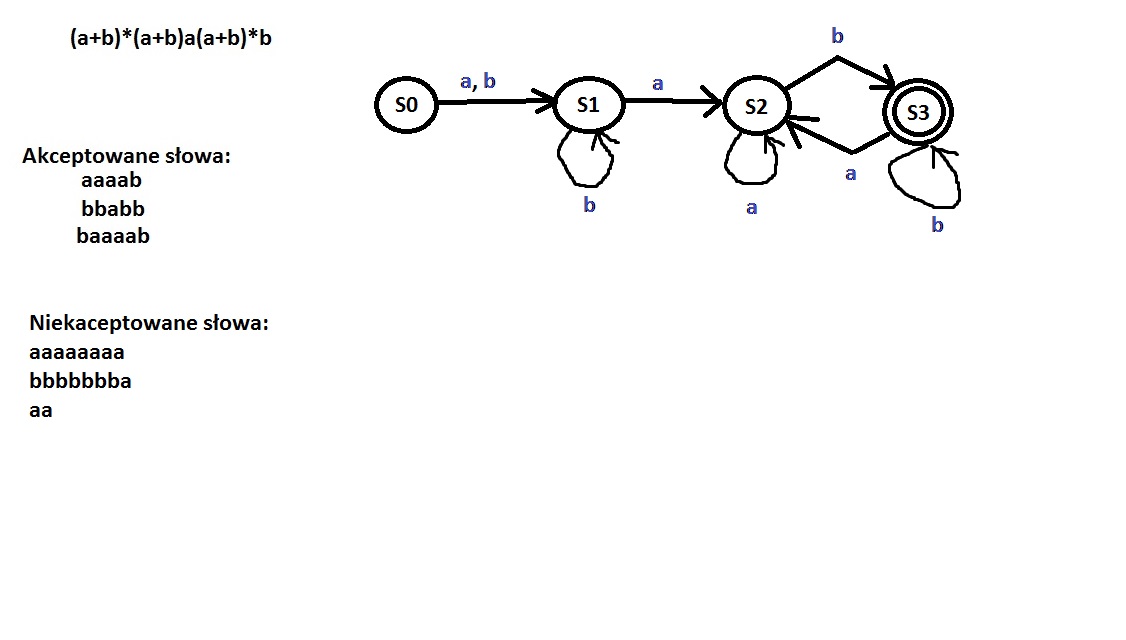 (a+b)*(a+b)a(a+b)*b
b
a, b
a
S0
S1
S2
S3
a
b
a
b
Akceptowane słowa:
aaaab
bbabb
baaaab
Niekaceptowane słowa:
aaaaaaaa
bbbbbbba
aa